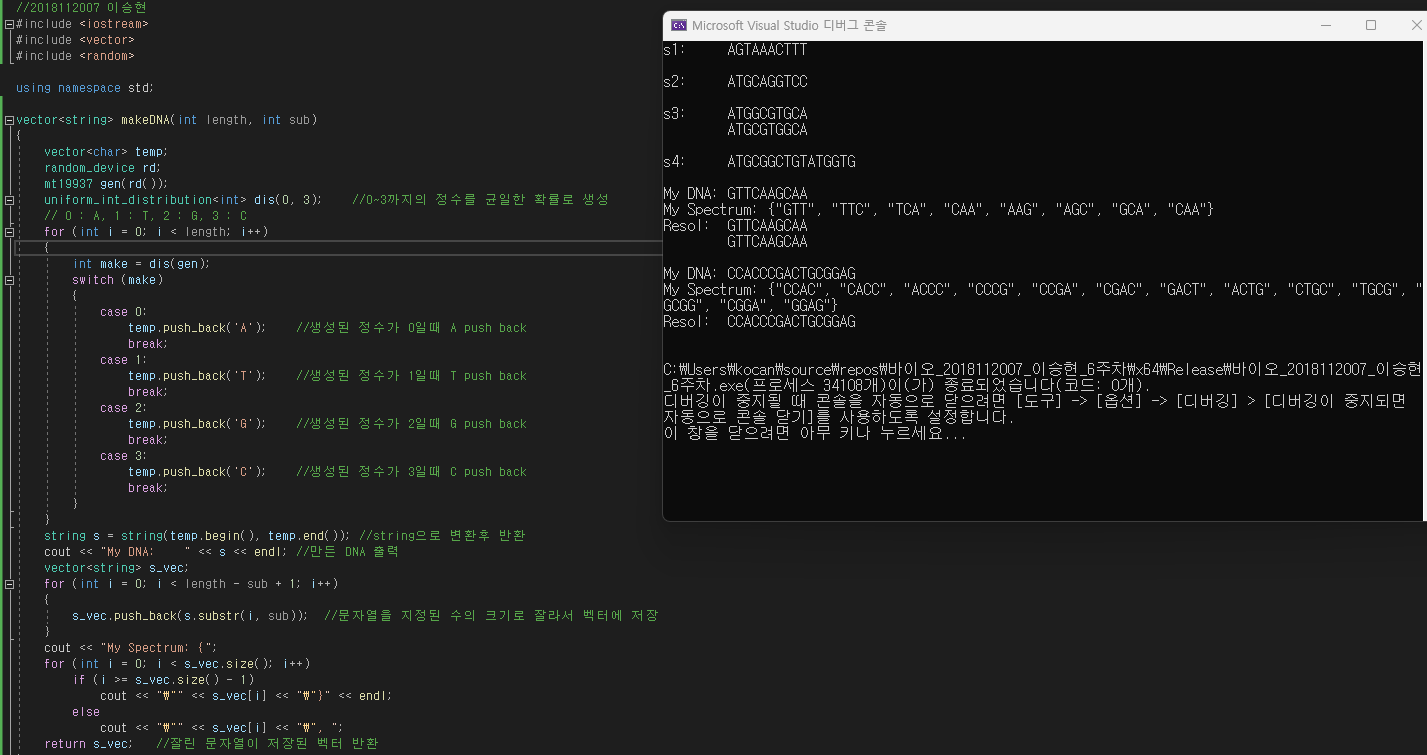 //2018112007 이승현
#include <iostream>
#include <vector>
#include <random>
using namespace std;
vector<string> makeDNA(int length, int sub)
{
vector<char> temp;
random_device rd;
mt19937 gen(rd());
uniform_int_distribution<int> dis(0, 3); //0~3까지의 정수를 균일한 확률로 생성
// 0 : A, 1 : T, 2 : G, 3 : C
for (int i = 0; i < length; i++)
{
int make = dis(gen);
switch (make)
{
case 0:
temp.push_back('A'); //생성된 정수가 0일때 A push back
break;
case 1:
temp.push_back('T'); //생성된 정수가 1일때 T push back
break;
case 2:
temp.push_back('G'); //생성된 정수가 2일때 G push back
break;
case 3:
temp.push_back('C'); //생성된 정수가 3일때 C push back
break;
}
}
string s = string(temp.begin(), temp.end()); //string으로 변환후 반환
cout << "My DNA: " << s << endl; //만든 DNA 출력
vector<string> s_vec;
for (int i = 0; i < length - sub + 1; i++)
{
s_vec.push_back(s.substr(i, sub)); //문자열을 지정된 수의 크기로 잘라서 벡터에 저장
}
cout << "My Spectrum: {";
for (int i = 0; i < s_vec.size(); i++)
if (i >= s_vec.size() - 1)
cout << "₩"" << s_vec[i] << "₩"}" << endl;
else
cout << "₩"" << s_vec[i] << "₩", ";
return s_vec; //잘린 문자열이 저장된 벡터 반환
Microsoft Visual Studio 디버그 콘솔
s1: AGTAAACTTT
s2: ATGCAGGTCC
s3: ATGGCGTGCA
ATGCGTGGCA
s4: ATGCGGCTGTATGGTG
My DNA: GTTCAAGCAA
My Spectrum: {"GTT", "TTC", "TCA", "CAA", "AAG", "AGC", "GCA", "CAA"}
Resol: GTTCAAGCAA
GTTCAAGCAA
My DNA: CCACCCGACTGCGGAG
My Spectrum: {"CCAC", "CACC", "ACCC", "CCCG", "CCGA", "CGAC", "GACT", "ACTG", "CTGC", "TGCG", "
GCGG", "CGGA", "GGAG"}
Resol: CCACCCGACTGCGGAG
C:₩Users₩kocan₩source₩repos₩바이오_2018112007_이승현_6주차₩x64₩Release₩바이오_2018112007_이승현
_6주차.exe(프로세스 34108개)이(가) 종료되었습니다(코드: 0개).
디버깅이 중지될 때 콘솔을 자동으로 닫으려면 [도구] -> [옵션] -> [디버깅] > [디버깅이 중지되면
자동으로 콘솔 닫기]를 사용하도록 설정합니다.
이 창을 닫으려면 아무 키나 누르세요...